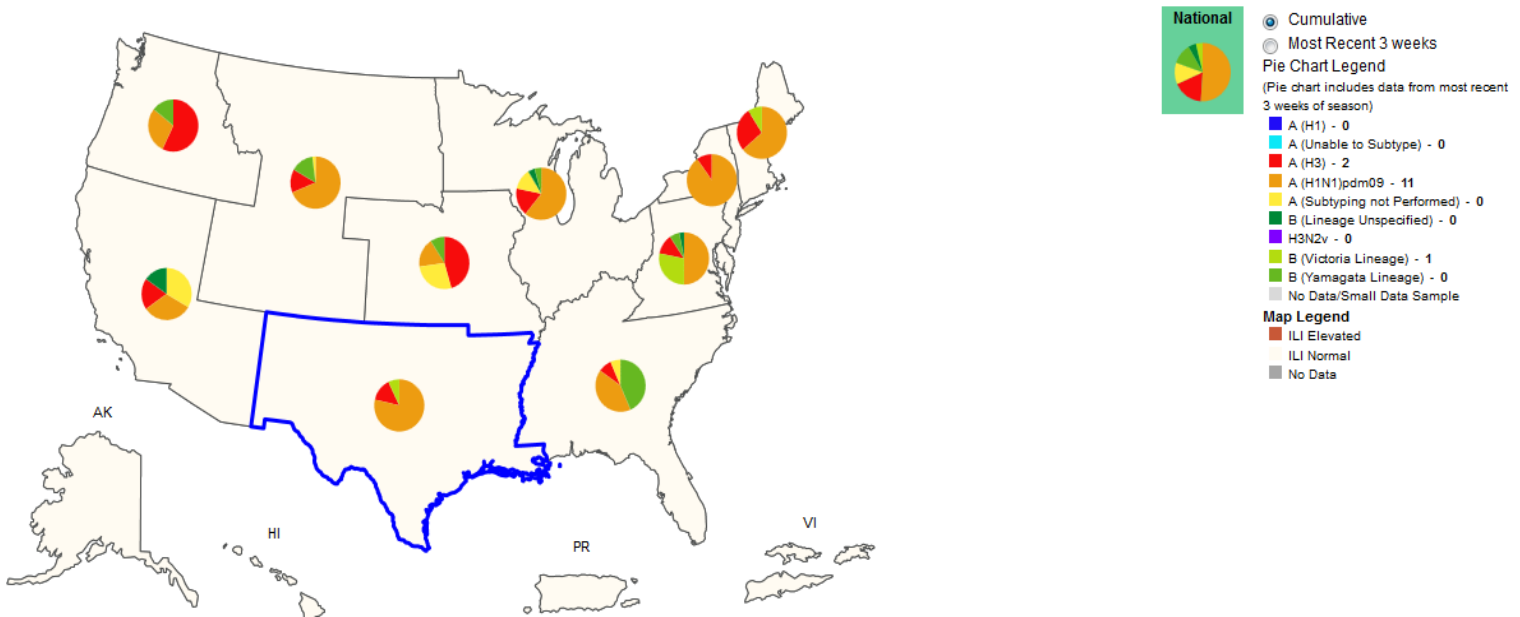 National
Cumulative
Most Recent 3 weeks
Pie Chart Legend
(Pie chart includes data from most recent
3 weeks of season)
A (H1) - 0
A (Unable to Subtype) - 0
A (H3) - 2
A (H1N1)pdm09 - 11
A (Subtyping not Performed) - 0
B (Lineage Unspecified) - 0
H3N2v - 0
B (Victoria Lineage) - 1
B (Yamagata Lineage) - 0
No Data/Small Data Sample
Map Legend
ILI Elevated
ILI Normal
No Data
AK
HI
PR
VI